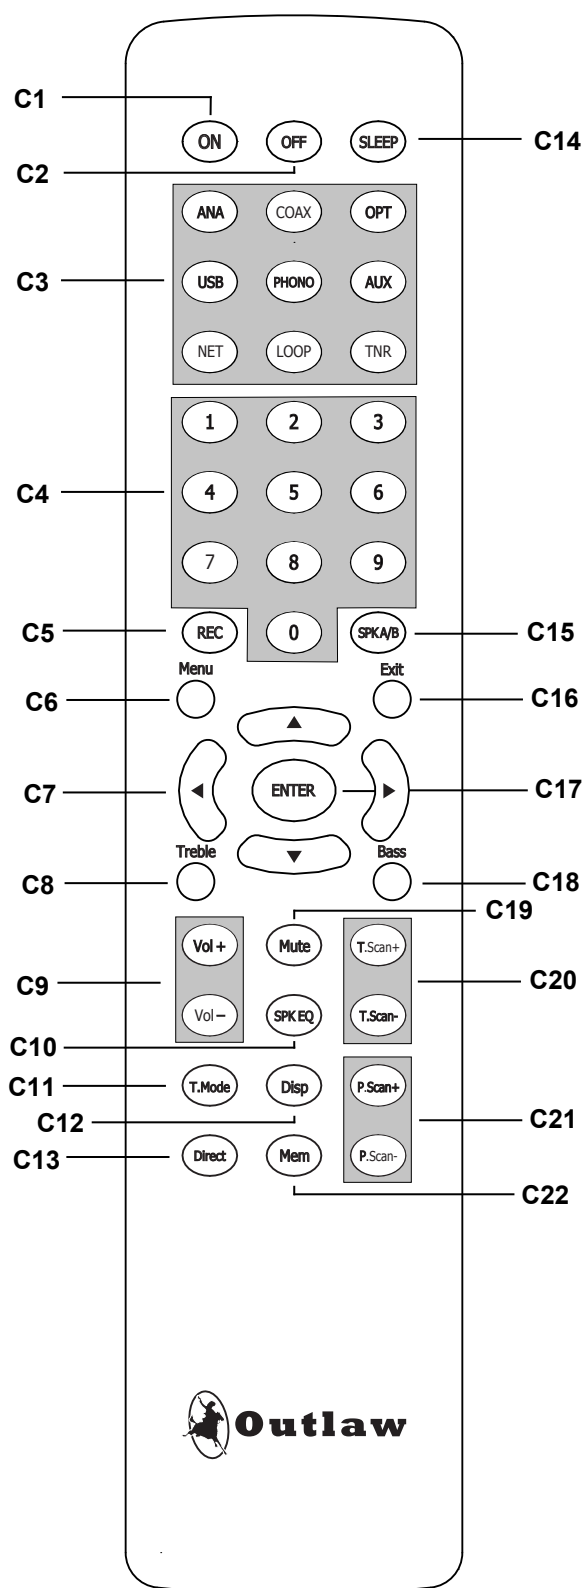 C1
ON OFF SLEEP C14
C2
ANA COAX OPT
C3 USB PHONO AUX
NET LOOP TNR
1 2 3
C4 4 5 6
7 8 9
C5 REC 0 SPKA/B C15
Menu Exit
C6 C16
C7 ENTER C17
Treble Bass
C8 C18
C19
Vol + Mute T.Scan+
C9 C20
Vol – SPK EQ T.Scan-
C10
C11 T.Mode Disp P.Scan+
C12 C21
C13 Direct Mem P.Scan-
C22
Outlaw